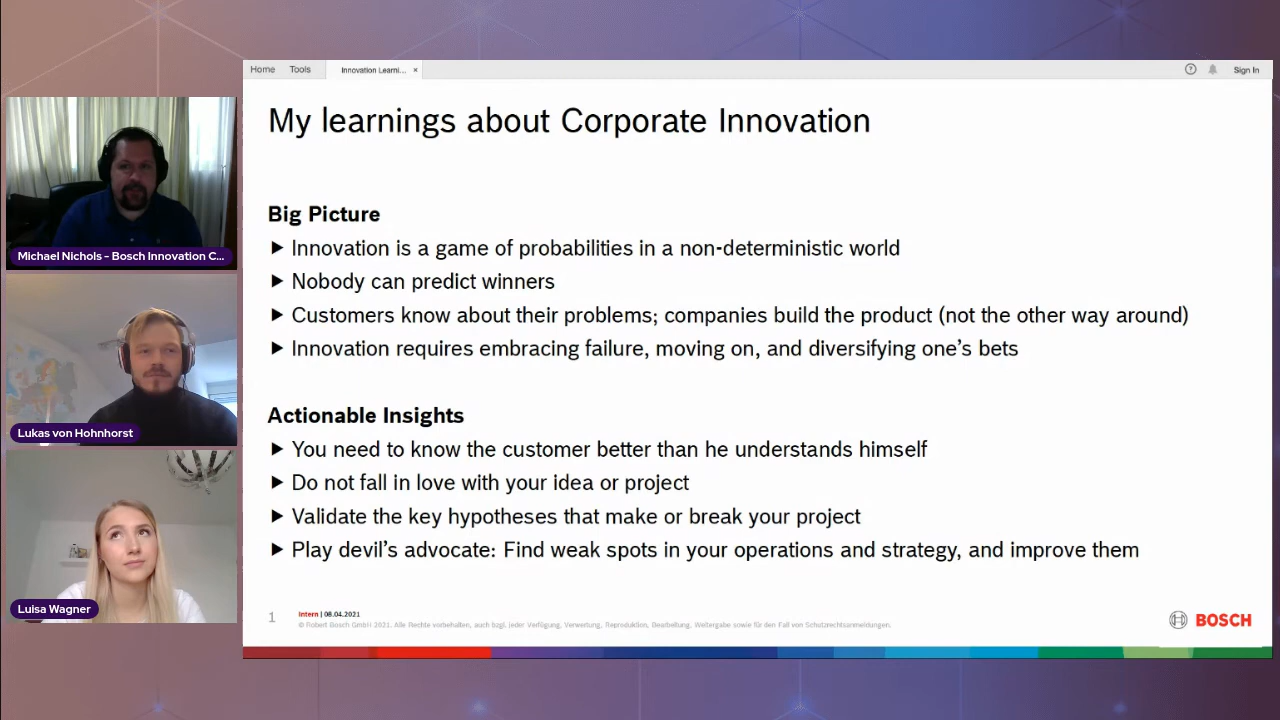 Home Tools Innovation Learni... × Sign In
My learnings about Corporate Innovation
Big Picture
Innovation is a game of probabilities in a non-deterministic world
Nobody can predict winners
Customers know about their problems; companies build the product (not the other way around)
Innovation requires embracing failure, moving on, and diversifying one's bets
Actionable Insights
You need to know the customer better than he understands himself
Do not fall in love with your idea or project
Validate the key hypotheses that make or break your project
Play devil's advocate: Find weak spots in your operations and strategy, and improve them
1
Intern | 08.04.2021
© Robert Bosch GmbH 2021. Alle Rechte vorbehalten, auch bzgl. jeder Verfügung, Verwertung, Reproduktion, Bearbeitung, Weitergabe sowie für den Fall von Schutzrechtsanmeldungen.
BOSCH
Michael Nichols - Bosch Innovation C...
Lukas von Hohnhorst
Luisa Wagner